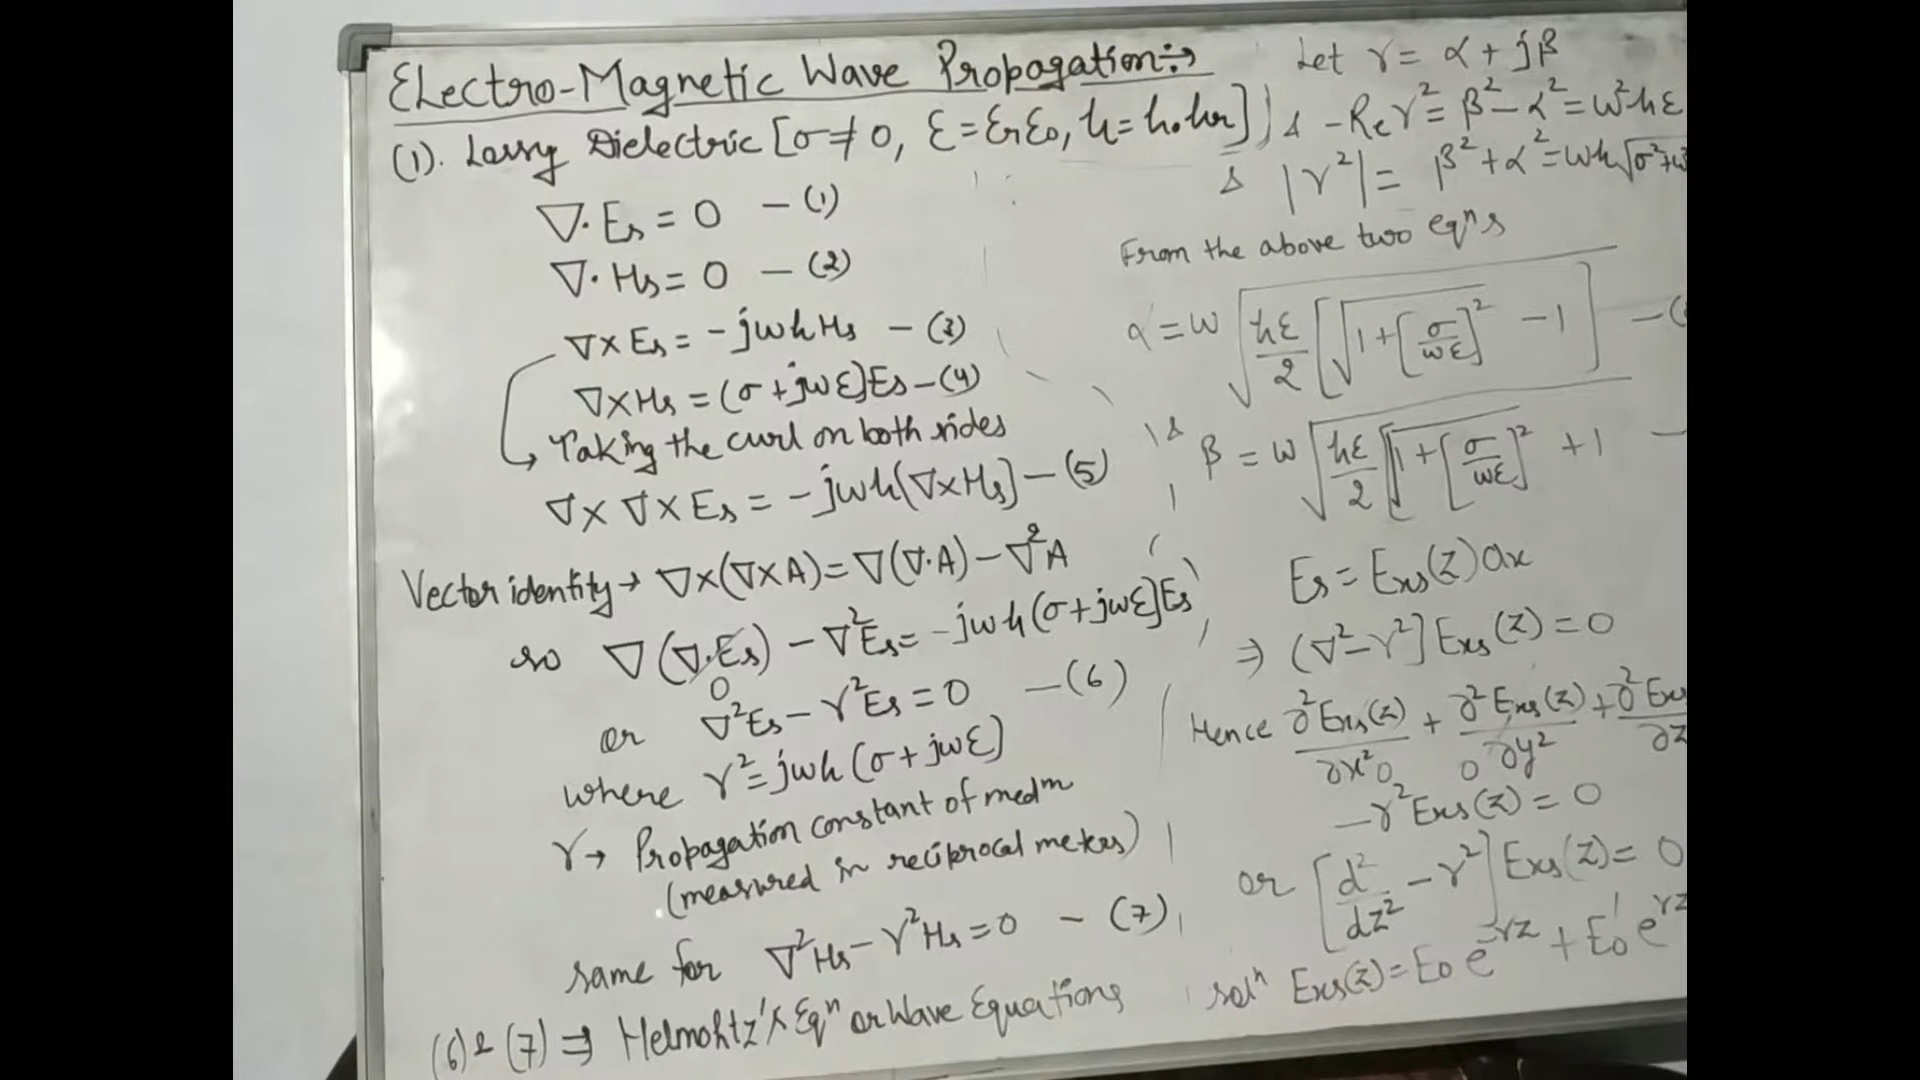 Electro-Magnetic Wave Propagation:→
(1). Lossy Dielectric [σ ≠ 0, ε = εrε0, μ = μ0μr]
∇·Es = 0 — (1)
∇·Hs = 0 — (2)
∇×Es = -jωμHs — (3)
∇×Hs = (σ+jωε]Es — (4)
Taking the curl on both sides
∇×∇×Es = -jωμ(∇×Hs] — (5)
Vector identity → ∇×(∇×A) = ∇(∇·A) - ∇²A
so ∇(∇·Es) - ∇²Es = -jωμ(σ+jωε]Es
0
or ∇²Es - γ²Es = 0 — (6)
where γ² = jωμ(σ+jωε)
γ → Propagation constant of medm
(measured in reciprocal metres)
same for ∇²Hs - γ²Hs = 0 — (7)
(6) & (7) ⇒ Helmohtz's Eqn or Wave Equations
Let γ = α + jβ
& -Re γ² = β² - α² = ω²με
& |γ²| = β² + α² = ωμ√σ²+ω
From the above two eqns
α = ω √(με/2 [√(1+[σ/ωε]²) - 1]) — (
& β = ω √(με/2 [√(1+[σ/ωε]²) + 1 —
Es = Exs(z) ax
⇒ (∇² - γ²] Exs(z) = 0
Hence ∂²Exs(z)/∂x² + ∂²Exs(z)/∂y² + ∂²Exs/∂z
0 0
-γ²Exs(z) = 0
or [d²/dz² - γ²] Exs(z) = 0
soln Exs(z) = E0 e^-γz + E0' e^γz